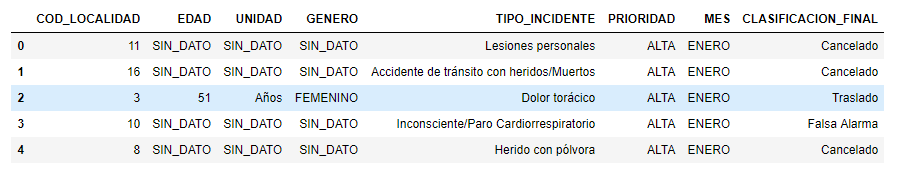 COD_LOCALIDAD EDAD UNIDAD GENERO TIPO_INCIDENTE PRIORIDAD MES CLASIFICACION_FINAL
0 11 SIN_DATO SIN_DATO SIN_DATO Lesiones personales ALTA ENERO Cancelado
1 16 SIN_DATO SIN_DATO SIN_DATO Accidente de tránsito con heridos/Muertos ALTA ENERO Cancelado
2 3 51 Años FEMENINO Dolor torácico ALTA ENERO Traslado
3 10 SIN_DATO SIN_DATO SIN_DATO Inconsciente/Paro Cardiorrespiratorio ALTA ENERO Falsa Alarma
4 8 SIN_DATO SIN_DATO SIN_DATO Herido con pólvora ALTA ENERO Cancelado